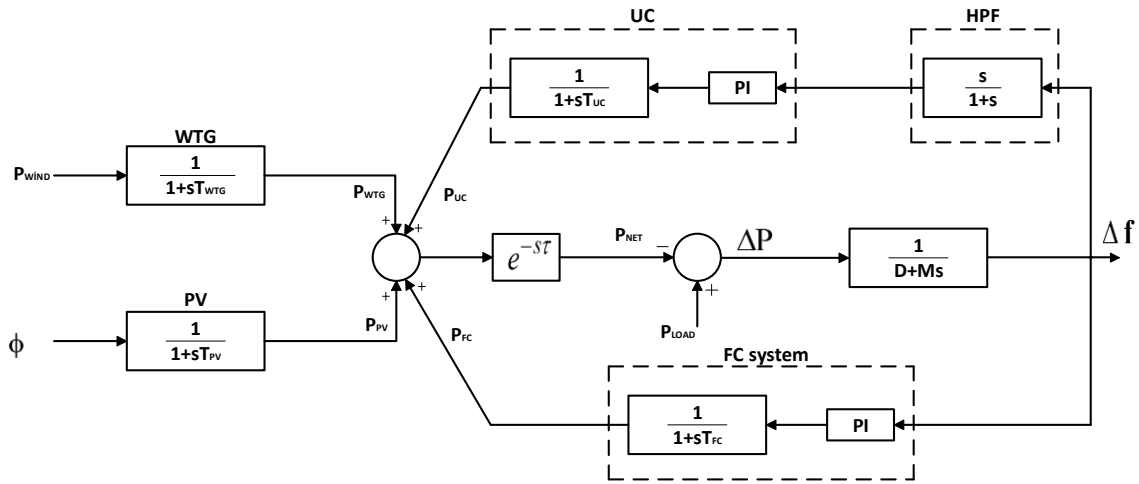 UC
HPF
1
1+sTUC
PI
s
1+s
WTG
PWiND
1
1+sTWTG
PWTG
PUC
+
+
e−sτ
PNET
−
ΔP
1
D+Ms
Δ f
PV
ϕ
1
1+sTPV
PPV
+
+
PFC
+
PLOAD
FC system
1
1+sTFC
PI